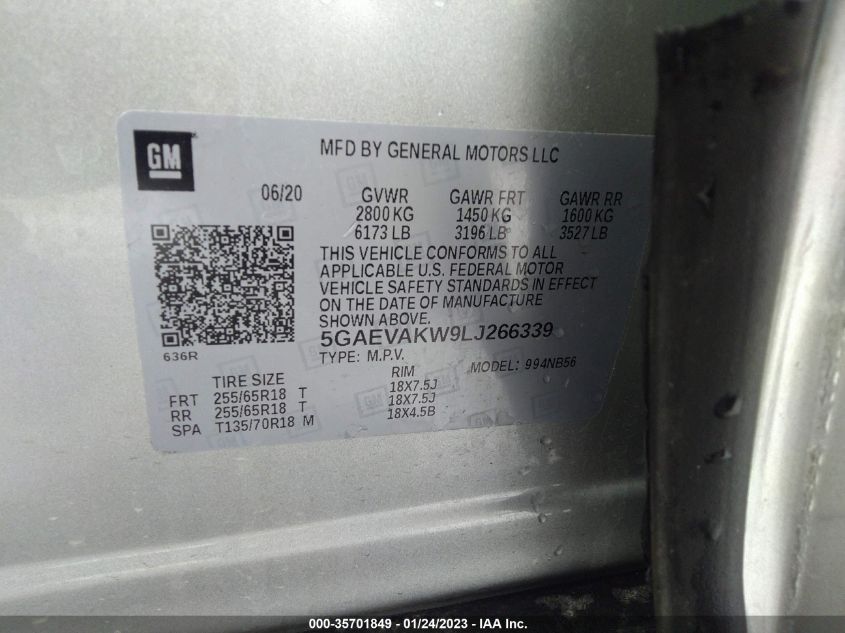 GM
MFD BY GENERAL MOTORS LLC
06/20 GVWR GAWR FRT GAWR RR
2800 KG 1450 KG 1600 KG
6173 LB 3196 LB 3527 LB
THIS VEHICLE CONFORMS TO ALL
APPLICABLE U.S. FEDERAL MOTOR
VEHICLE SAFETY STANDARDS IN EFFECT
ON THE DATE OF MANUFACTURE
SHOWN ABOVE.
5GAEVAKW9LJ266339
636R
TYPE: M.P.V. MODEL: 994NB56
TIRE SIZE RIM
FRT 255/65R18 T 18X7.5J
RR 255/65R18 T 18X7.5J
SPA T135/70R18 M 18X4.5B
000-35701849 - 01/24/2023 - IAA Inc.